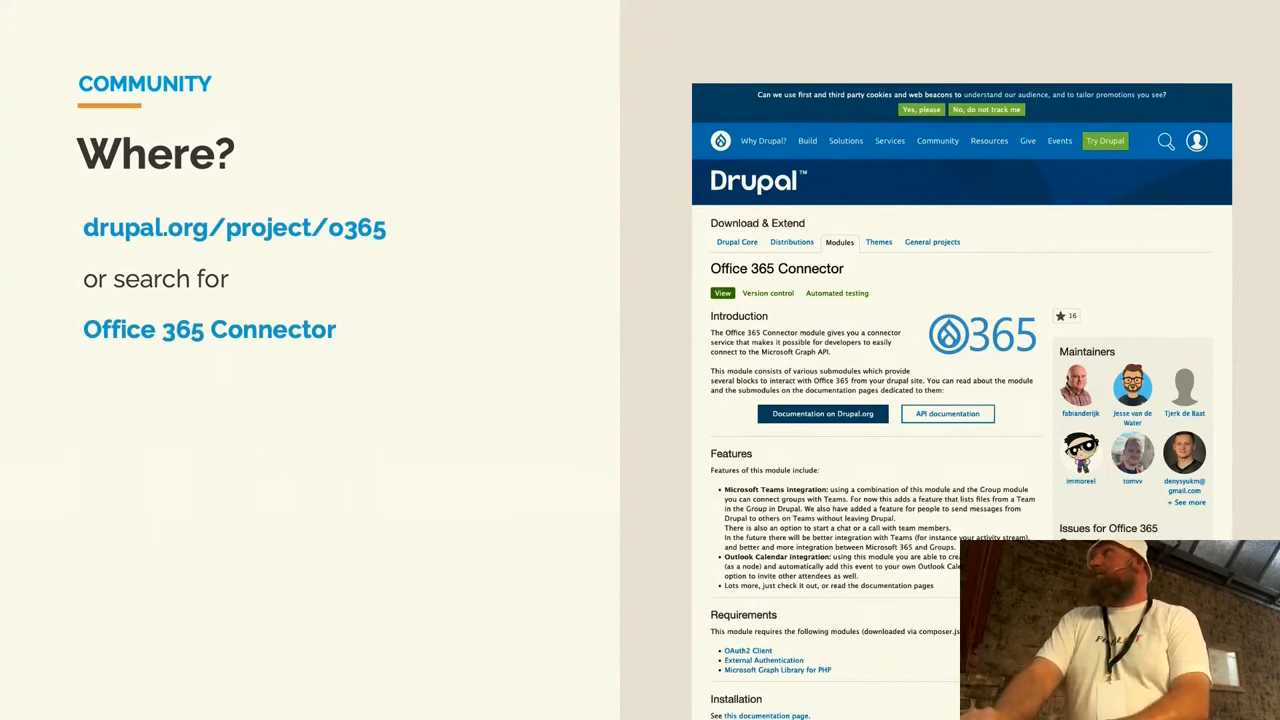 COMMUNITY
Where?
drupal.org/project/o365
or search for
Office 365 Connector
Can we use first and third party cookies and web beacons to understand our audience, and to tailor promotions you see?
Yes, please
No, do not track me
Why Drupal?
Build
Solutions
Services
Community
Resources
Give
Events
Try Drupal
Drupal™
Download & Extend
Drupal Core
Distributions
Modules
Themes
General projects
Office 365 Connector
View
Version control
Automated testing
Introduction
The Office 365 Connector module gives you a connector
service that makes it possible for developers to easily
connect to the Microsoft Graph API.
365
This module consists of various submodules which provide
several blocks to interact with Office 365 from your drupal site. You can read about the module
and the submodules on the documentation pages dedicated to them:
Documentation on Drupal.org
API documentation
Features
Features of this module include:
• Microsoft Teams integration: using a combination of this module and the Group module
you can connect groups with Teams. For now this adds a feature that lists files from a Team
in the Group in Drupal. We also have added a feature for people to send messages from
Drupal to others on Teams without leaving Drupal.
There is also an option to start a chat or a call with team members.
In the future there will be better integration with Teams (for instance your activity stream),
and better and more integration between Microsoft 365 and Groups.
• Outlook Calendar integration: using this module you are able to
(as a node) and automatically add this event to your own Outlook
option to invite other attendees as well.
• Lots more, just check it out, or read the documentation pages
Requirements
This module requires the following modules (downloaded via
• OAuth2 Client
• External Authentication
• Microsoft Graph Library for PHP
Installation
See this documentation page.
16
Maintainers
fabianderijk
Jesse van de
Water
Tjerk de Baat
immoreel
tomvv
denysyukm@
gmail.com
+ See more
Issues for Office 365